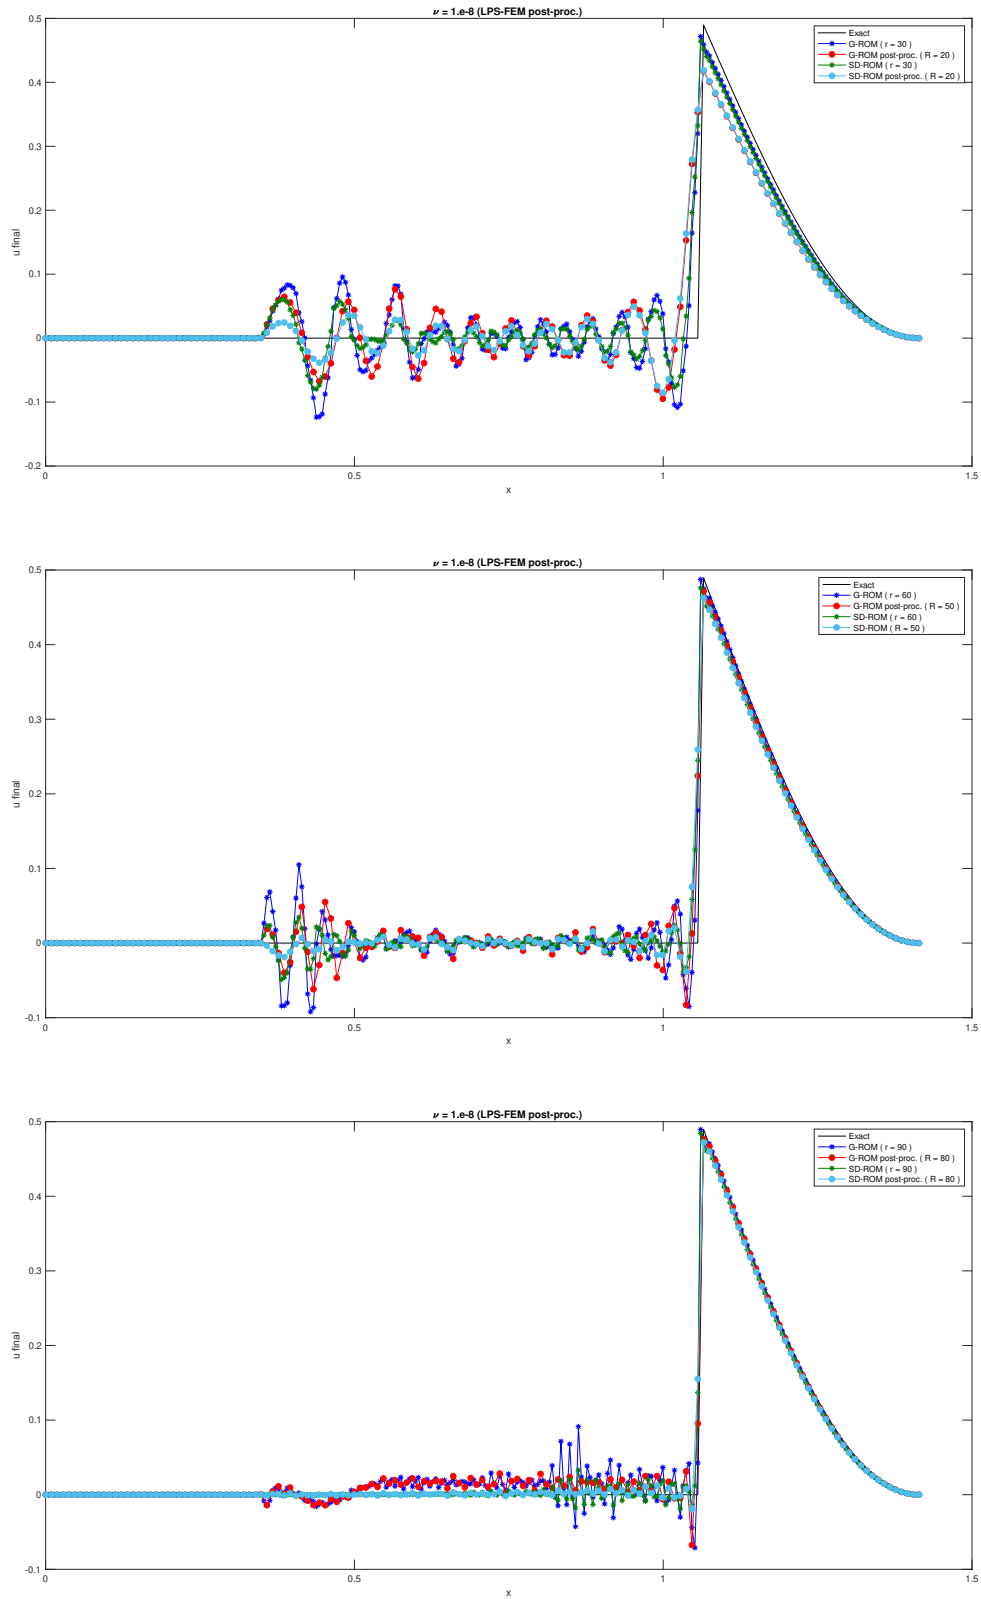 ν = 1.e-8 (LPS-FEM post-proc.)
0.5
0.4
0.3
0.2
0.1
0
-0.1
-0.2
u final
0
0.5
1
1.5
x
Exact
G-ROM ( r = 30 )
G-ROM post-proc. ( R = 20 )
SD-ROM ( r = 30 )
SD-ROM post-proc. ( R = 20 )
ν = 1.e-8 (LPS-FEM post-proc.)
0.5
0.4
0.3
0.2
0.1
0
-0.1
u final
0
0.5
1
1.5
x
Exact
G-ROM ( r = 60 )
G-ROM post-proc. ( R = 50 )
SD-ROM ( r = 60 )
SD-ROM ( R = 50 )
ν = 1.e-8 (LPS-FEM post-proc.)
0.5
0.4
0.3
0.2
0.1
0
-0.1
u final
0
0.5
1
1.5
x
Exact
G-ROM ( r = 90 )
G-ROM post-proc. ( R = 80 )
SD-ROM ( r = 90 )
SD-ROM post-proc. ( R = 80 )